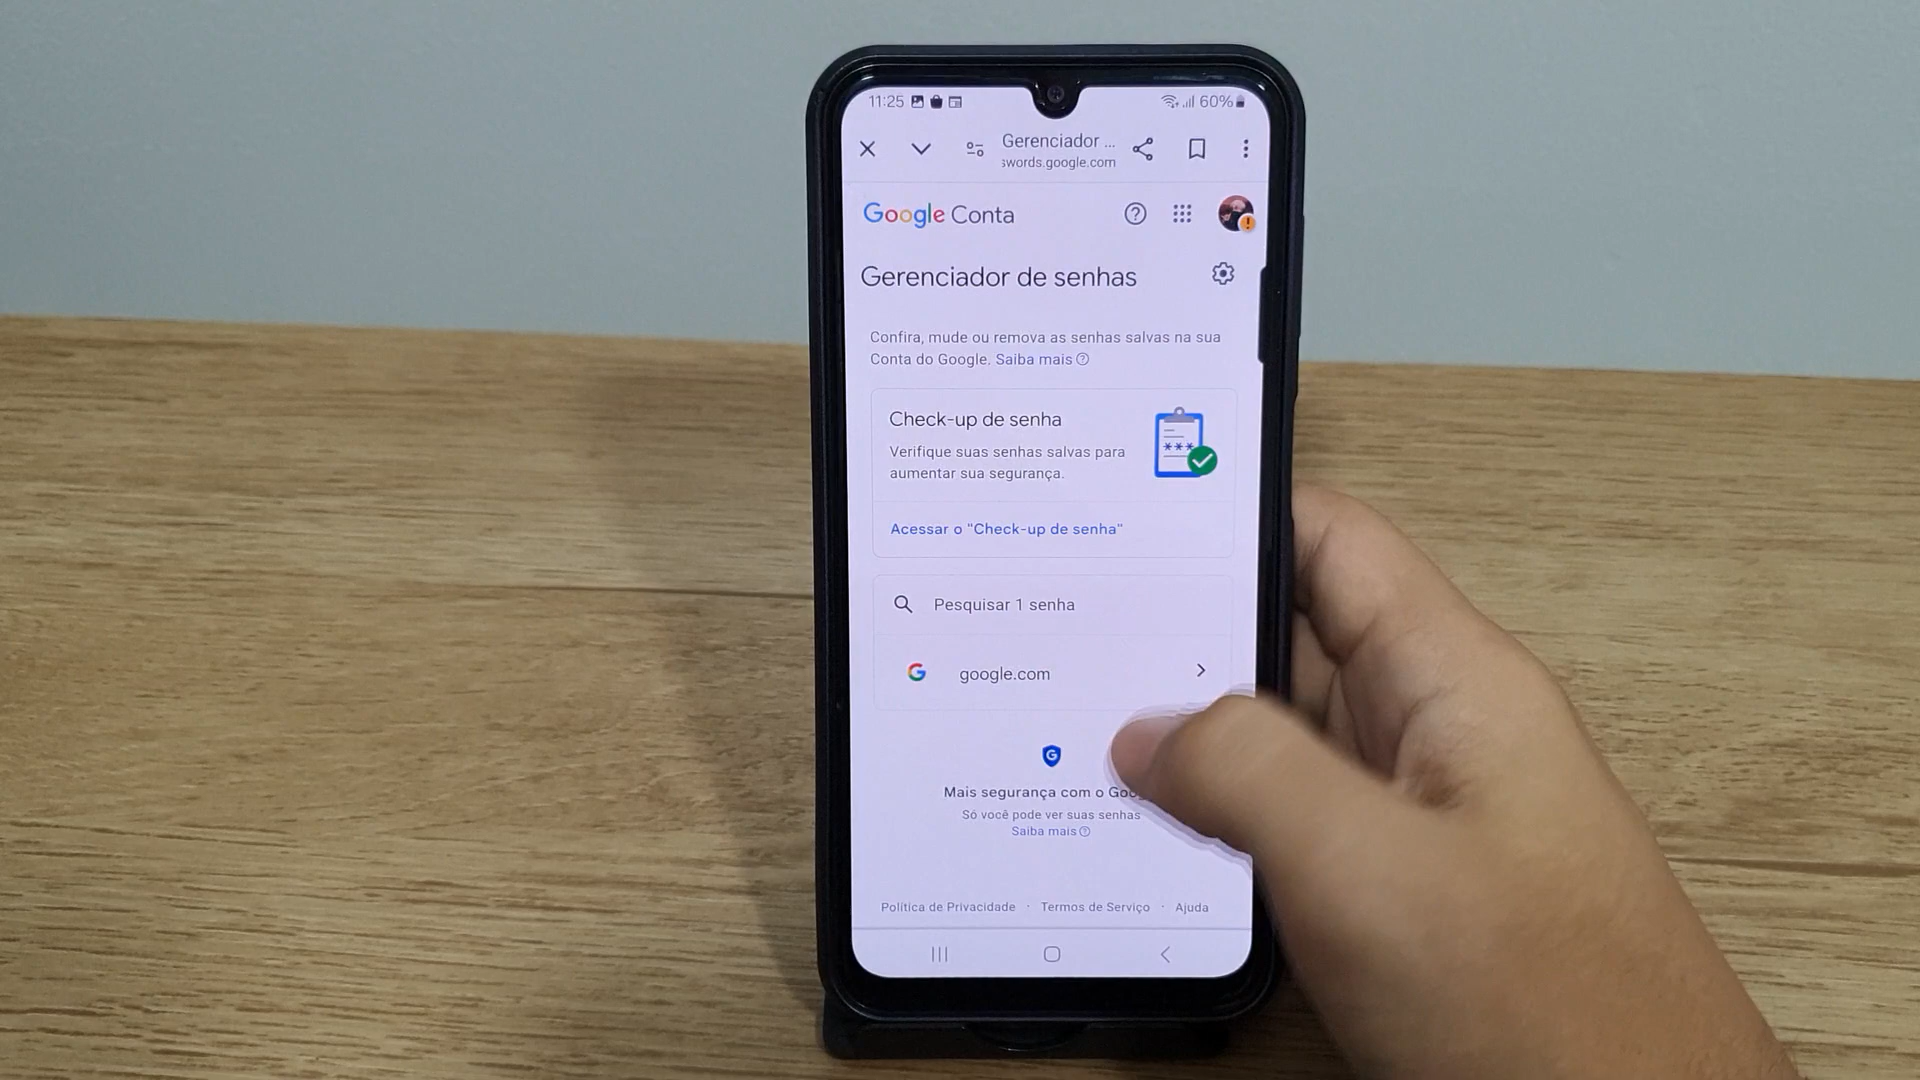 11:25 60%
Gerenciador ...
swords.google.com
Google Conta
Gerenciador de senhas
Confira, mude ou remova as senhas salvas na sua
Conta do Google. Saiba mais
Check-up de senha
Verifique suas senhas salvas para
aumentar sua segurança.
***
Acessar o "Check-up de senha"
Pesquisar 1 senha
G google.com
G
Mais segurança com o
Só você pode ver suas senhas
Saiba mais
Política de Privacidade · Termos de Serviço · Ajuda